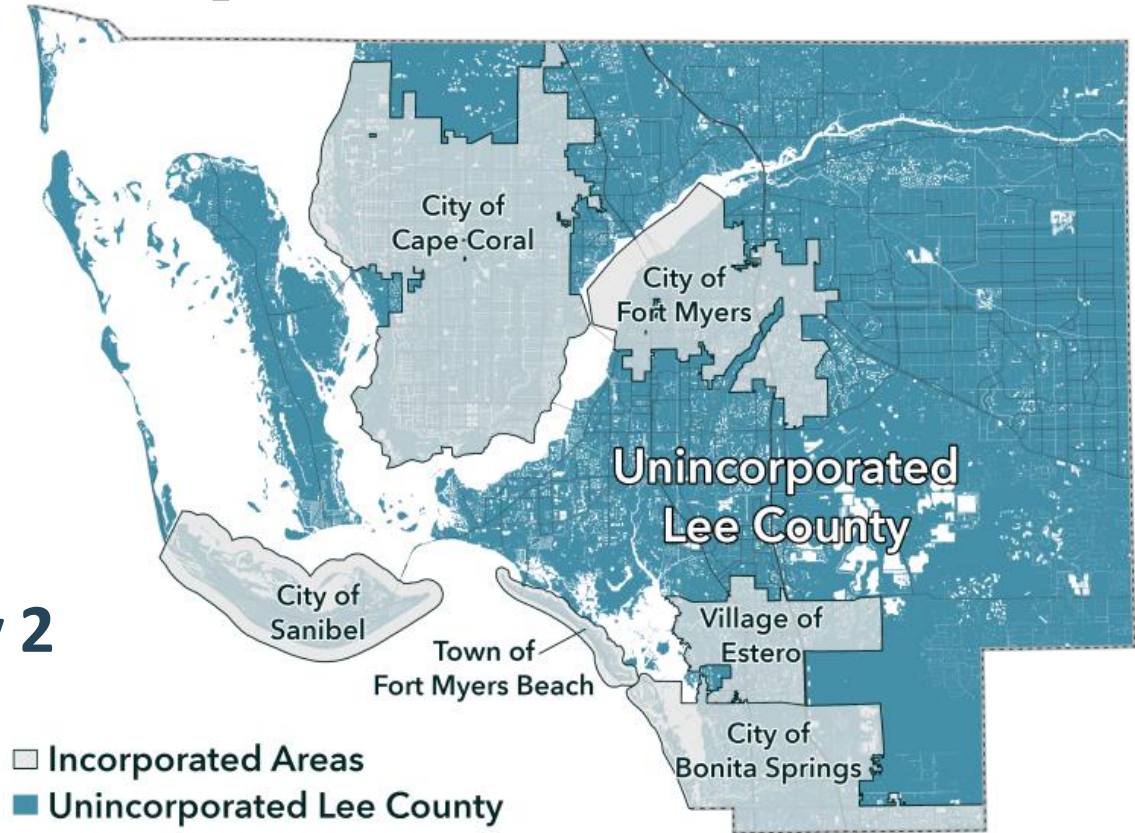 City of
Cape Coral
City of
Fort Myers
Unincorporated
Lee County
City of
Sanibel
Village of
Estero
Town of
Fort Myers Beach
2
City of
Bonita Springs
Incorporated Areas
Unincorporated Lee County